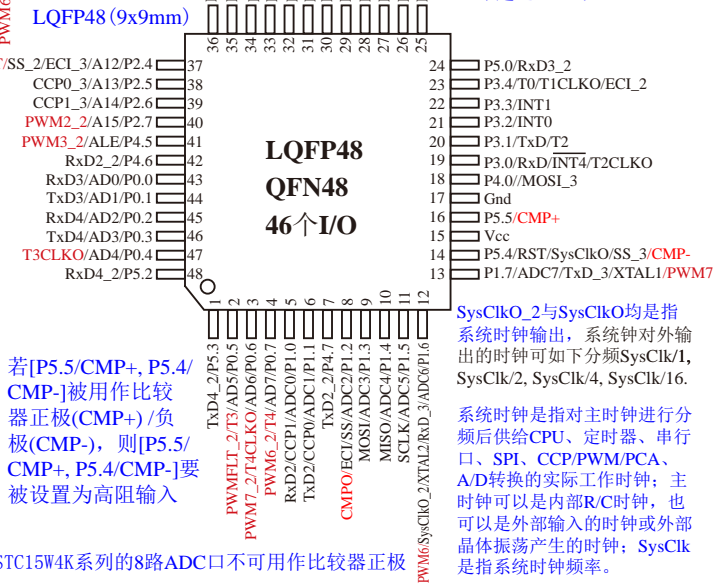 LQFP48(9x9mm)
PWM6
36 35 34 33 32 31 30 29 28 27 26 25
/SS_2/ECI_3/A12/P2.4 37
CCP0_3/A13/P2.5 38
CCP1_3/A14/P2.6 39
PWM2_2/A15/P2.7 40
PWM3_2/ALE/P4.5 41
RxD2_2/P4.6 42
RxD3/AD0/P0.0 43
TxD3/AD1/P0.1 44
RxD4/AD2/P0.2 45
TxD4/AD3/P0.3 46
T3CLKO/AD4/P0.4 47
RxD4_2/P5.2 48
LQFP48
QFN48
46个I/O
24 P5.0/RxD3_2
23 P3.4/T0/T1CLKO/ECI_2
22 P3.3/INT1
21 P3.2/INT0
20 P3.1/TxD/T2
19 P3.0/RxD/INT4/T2CLKO
18 P4.0//MOSI_3
17 Gnd
16 P5.5/CMP+
15 Vcc
14 P5.4/RST/SysClkO/SS_3/CMP-
13 P1.7/ADC7/TxD_3/XTAL1/PWM7
1 TxD4_2/P5.3
2 PWMFLT_2/T3/AD5/P0.5
3 PWM7_2/T4CLKO/AD6/P0.6
4 PWM6_2/T4/AD7/P0.7
5 RxD2/CCP1/ADC0/P1.0
6 TxD2/CCP0/ADC1/P1.1
7 TxD2_2/P4.7
8 CMPO/ECI/SS/ADC2/P1.2
9 MOSI/ADC3/P1.3
10 MISO/ADC4/P1.4
11 SCLK/ADC5/P1.5
12 PWM6/SysClkO_2/XTAL2/RxD_3/ADC6/P1.6
若[P5.5/CMP+, P5.4/
CMP-]被用作比较
器正极(CMP+) /负
极(CMP-)，则[P5.5/
CMP+, P5.4/CMP-]要
被设置为高阻输入
STC15W4K系列的8路ADC口不可用作比较器正极
SysClkO_2与SysClkO均是指
系统时钟输出，系统钟对外输
出的时钟可如下分频SysClk/1,
SysClk/2, SysClk/4, SysClk/16.
系统时钟是指对主时钟进行分
频后供给CPU、定时器、串行
口、SPI、CCP/PWM/PCA、
A/D转换的实际工作时钟；主
时钟可以是内部R/C时钟，也
可以是外部输入的时钟或外部
晶体振荡产生的时钟；SysClk
是指系统时钟频率。